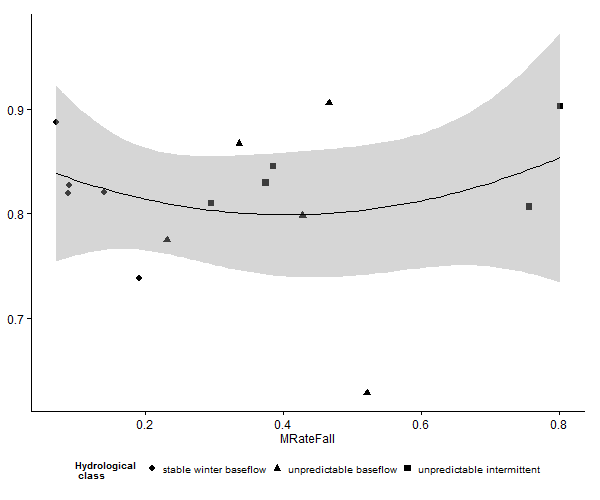 0.9
0.8
0.7
0.2 0.4 0.6 0.8
MRateFall
Hydrological
class
stable winter baseflow unpredictable baseflow unpredictable intermittent